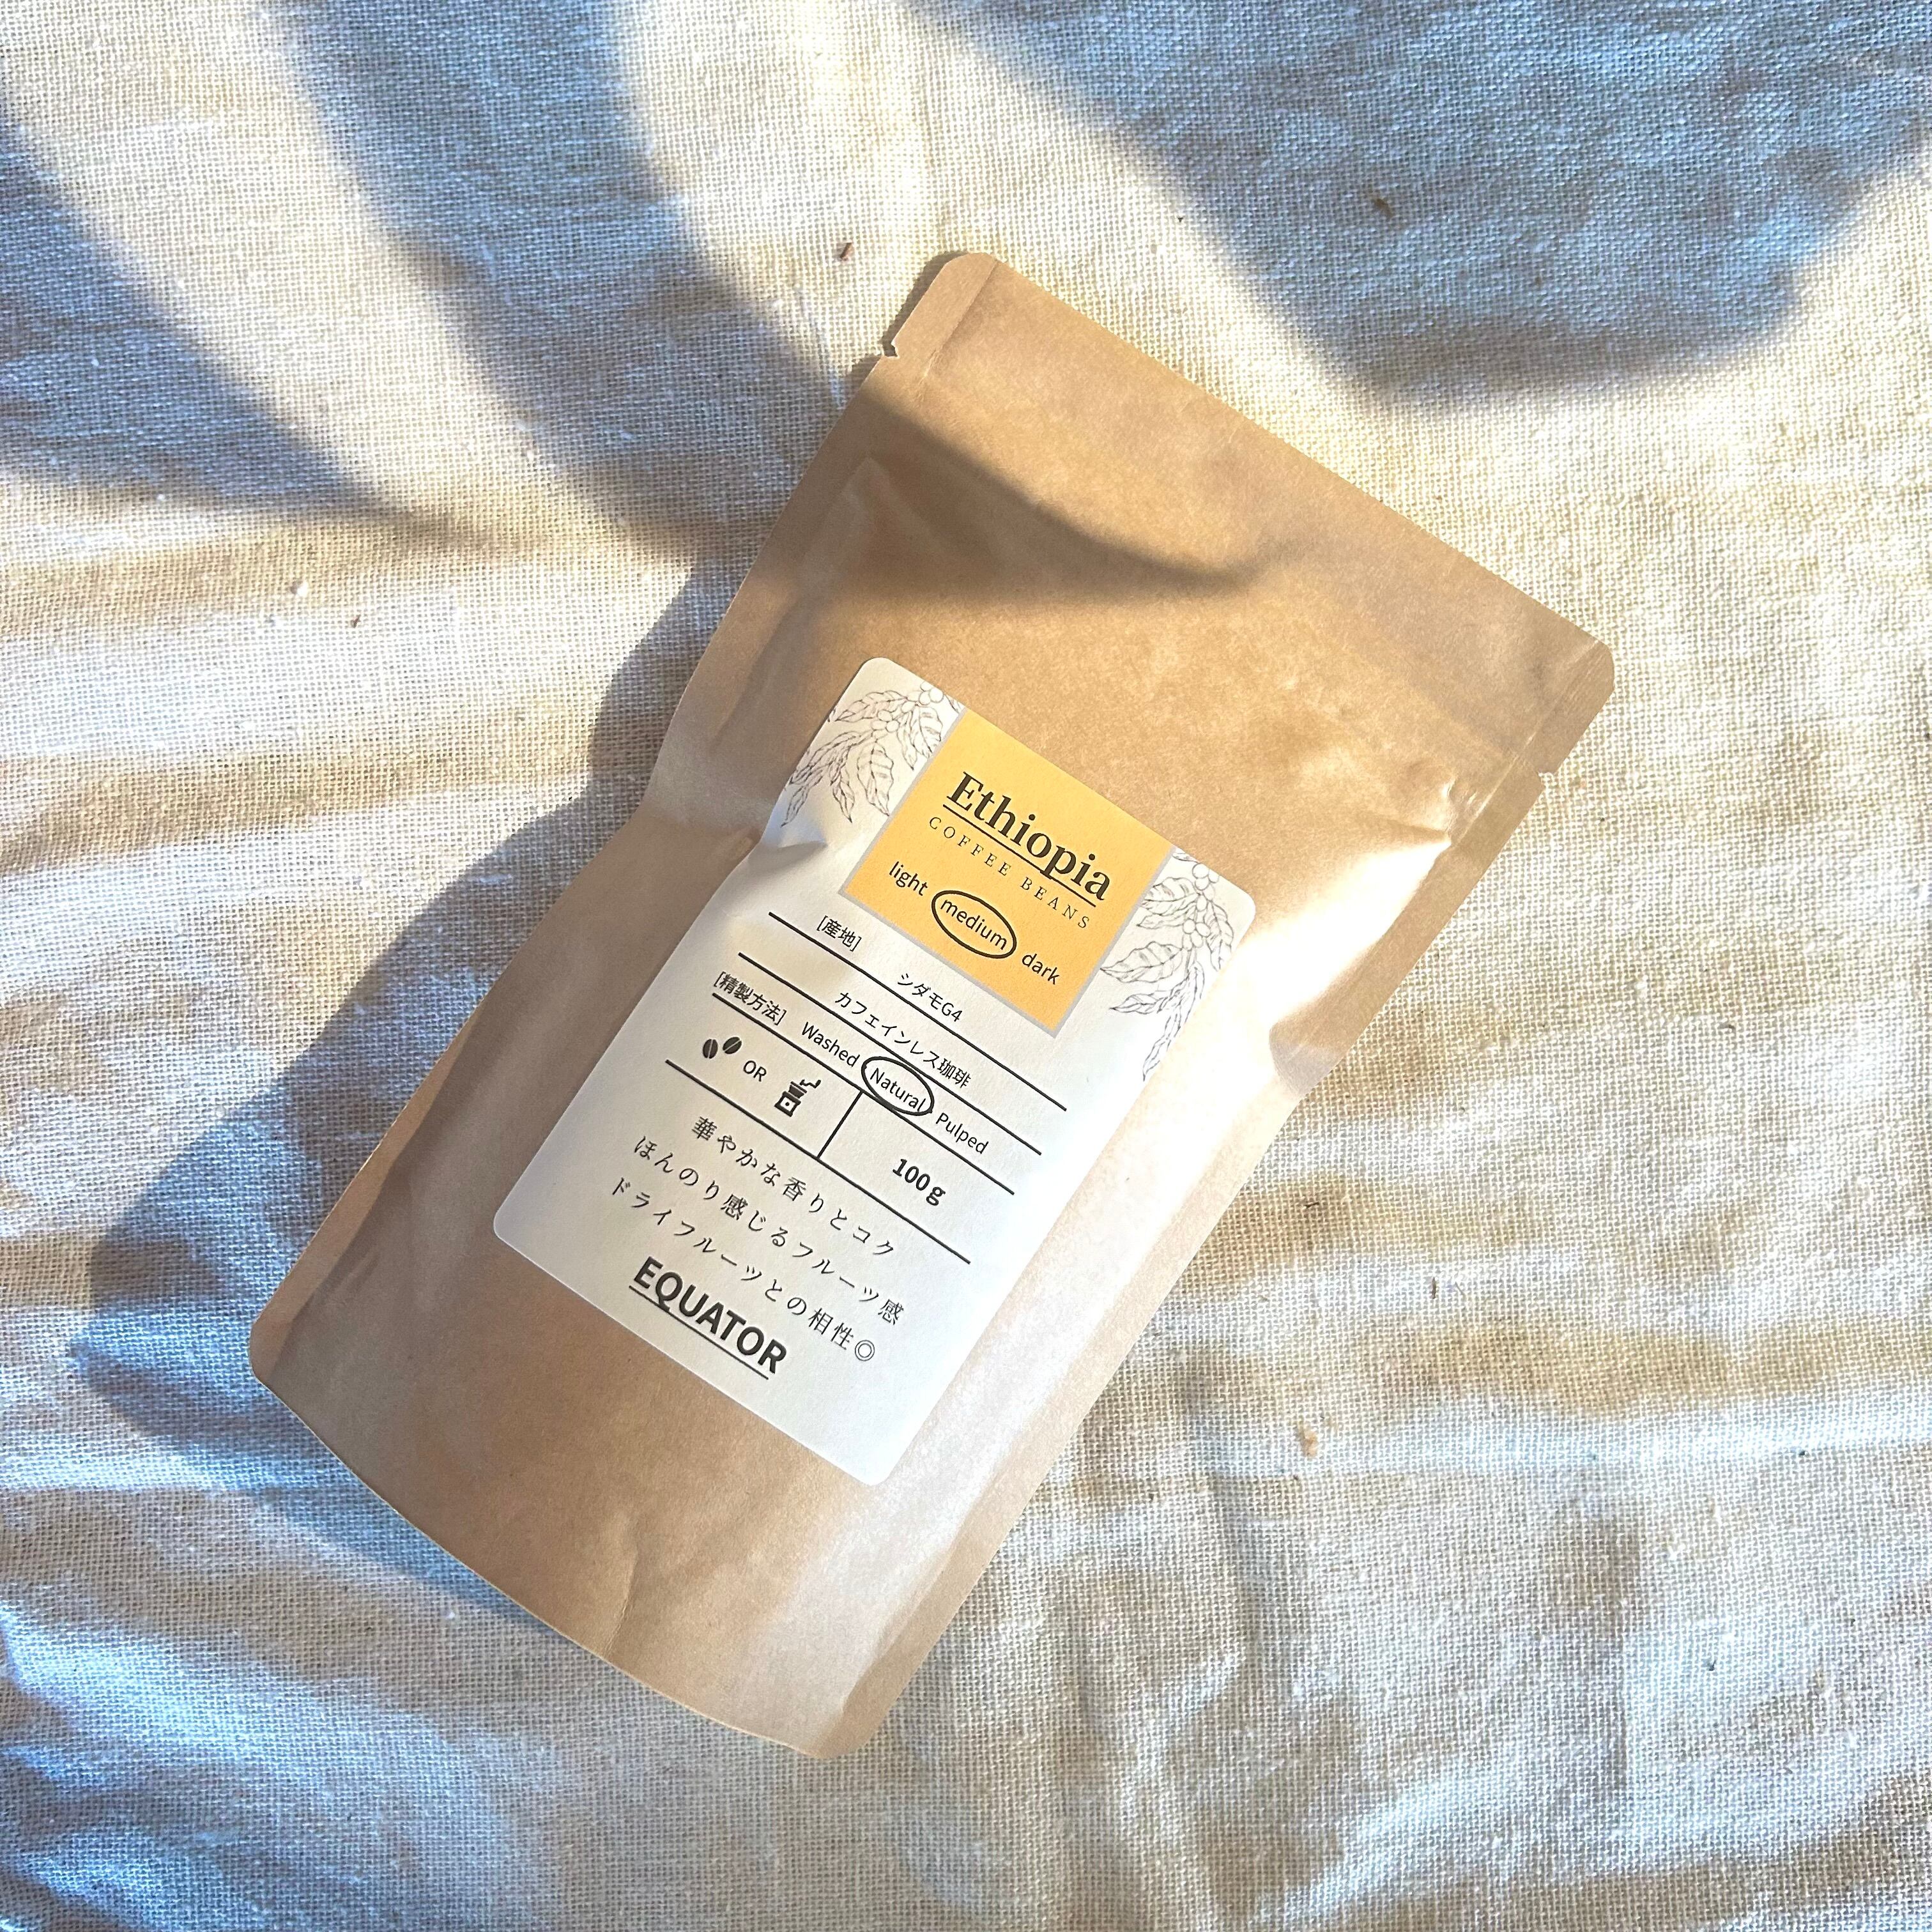 Ethiopia
COFFEE BEANS
light medium dark
[産地] シダモG4
カフェインレス珈琲
[精製方法] Washed Natural Pulped
OR 100g
華やかな香りとコク
ほんのり感じるフルーツ感
ドライフルーツとの相性◎
EQUATOR